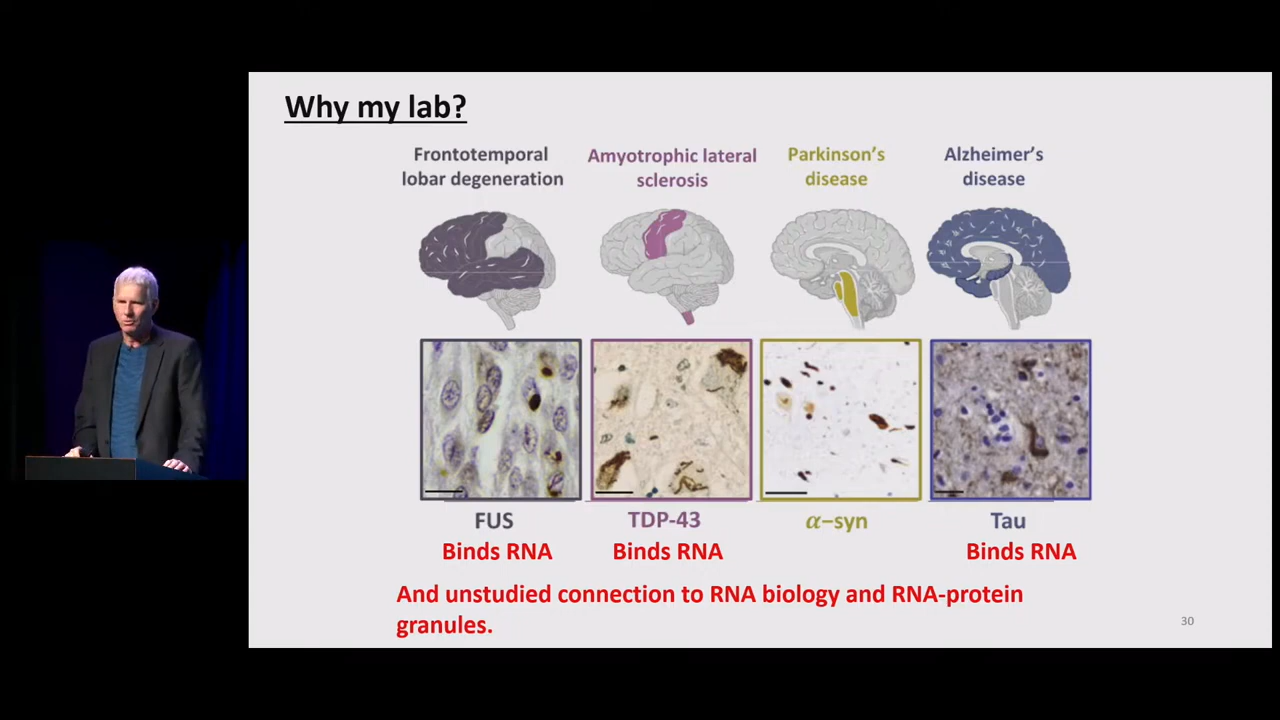 Why my lab?
Frontotemporal
lobar degeneration
Amyotrophic lateral
sclerosis
Parkinson's
disease
Alzheimer's
disease
FUS
TDP-43
α−syn
Tau
Binds RNA
Binds RNA
Binds RNA
And unstudied connection to RNA biology and RNA-protein
granules.
30